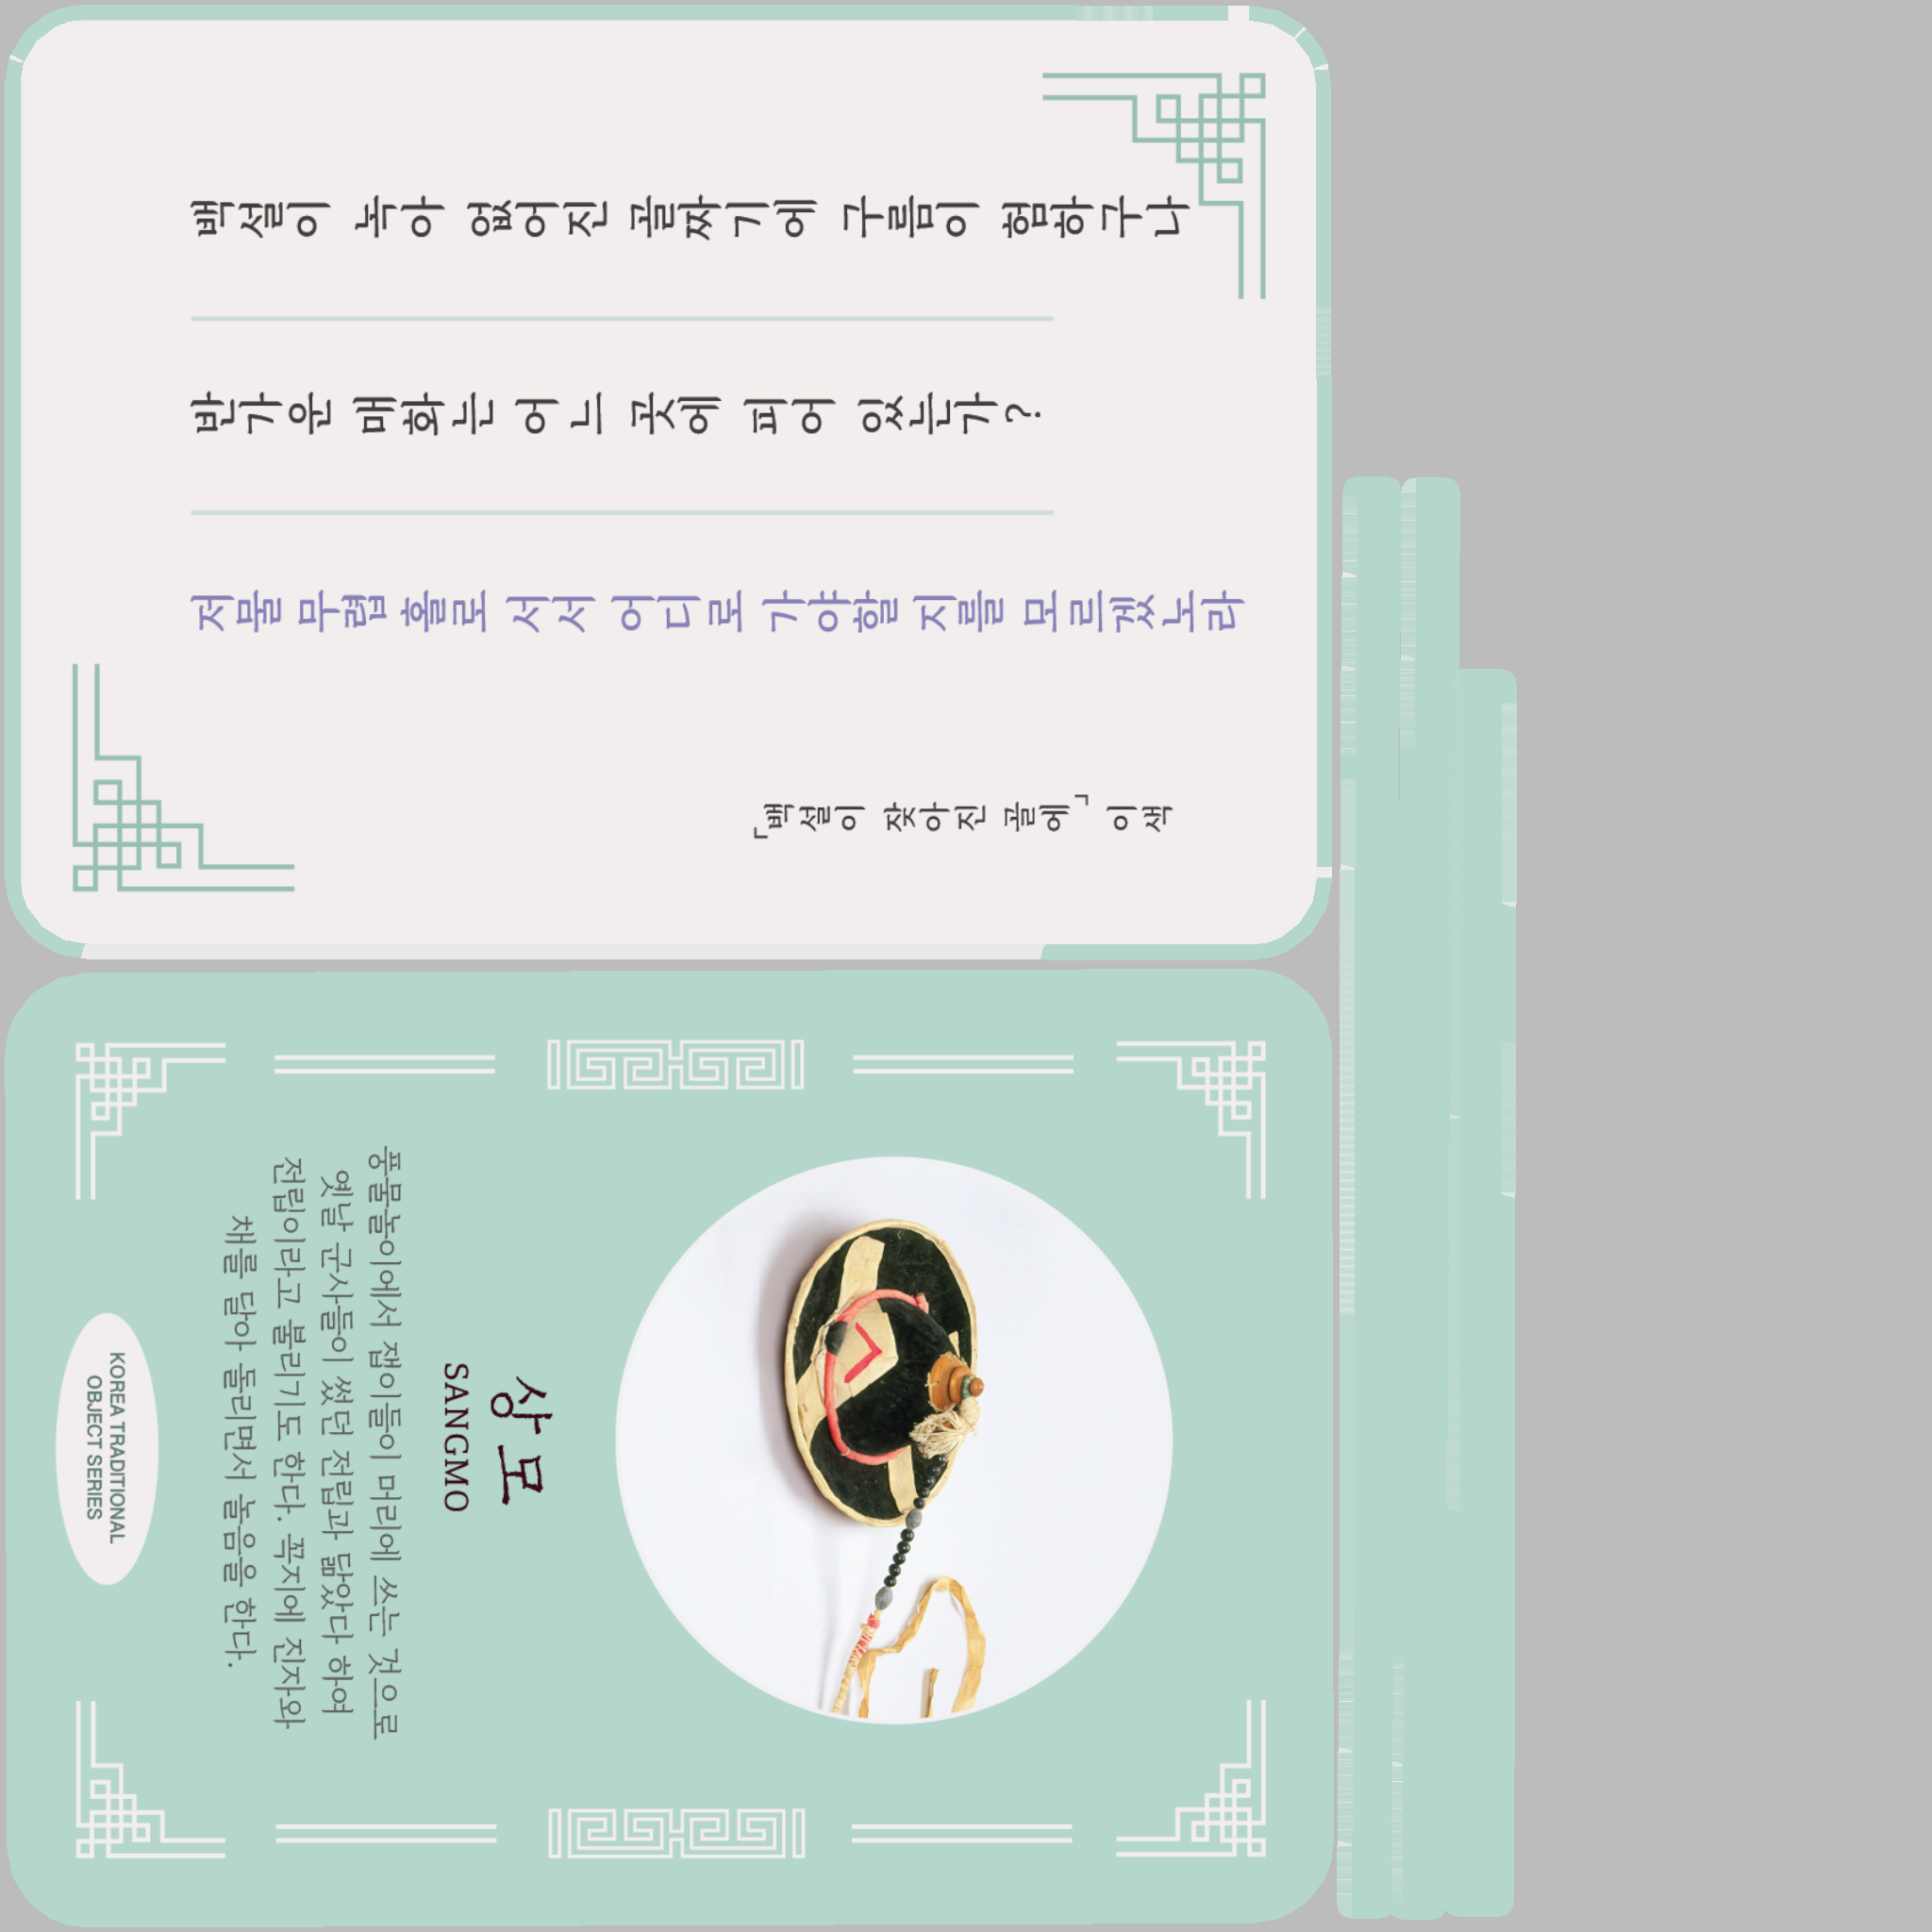 백설이 녹아 없어진 골짜기에 구름이 험하구나
반가운 매화는 어느 곳에 피어 있는가?
저물 무렵 홀로 서서 어디로 가야할 지를 모르겠노라
「백설이 잦아진 골에」 이색
상모
SANGMO
풍물놀이에서 잽이들이 머리에 쓰는 것으로
옛날 군사들이 썼던 전립과 닮았다 하여
전립이라고 불리기도 한다. 꼭지에 진자와
채를 달아 돌리면서 놀음을 한다.
KOREA TRADITIONAL
OBJECT SERIES